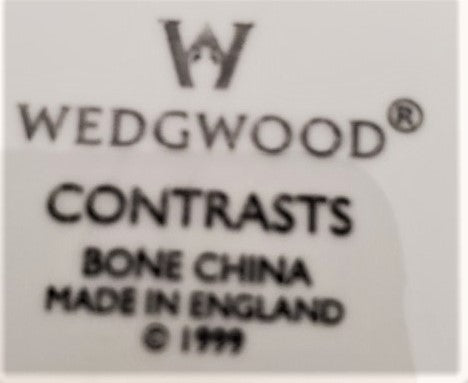 W
WEDGWOOD®
CONTRASTS
BONE CHINA
MADE IN ENGLAND
© 1999